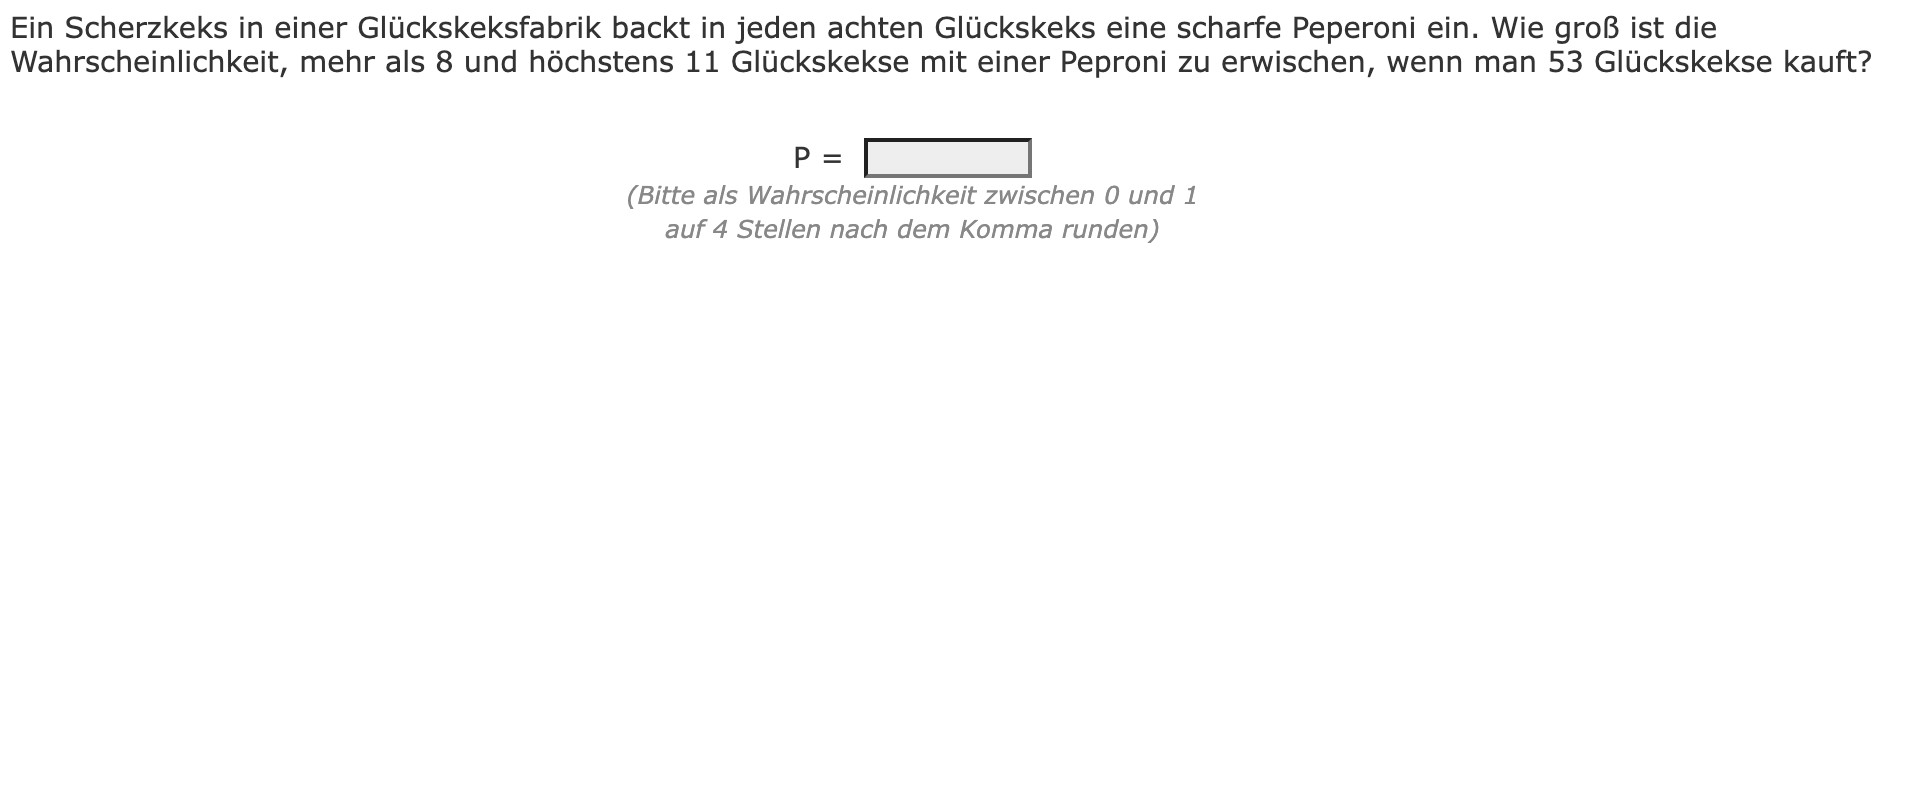 Ein Scherzkeks in einer Glückskeksfabrik backt in jeden achten Glückskeks eine scharfe Peperoni ein. Wie groß ist die
Wahrscheinlichkeit, mehr als 8 und höchstens 11 Glückskekse mit einer Peproni zu erwischen, wenn man 53 Glückskekse kauft?
P =
(Bitte als Wahrscheinlichkeit zwischen 0 und 1
auf 4 Stellen nach dem Komma runden)